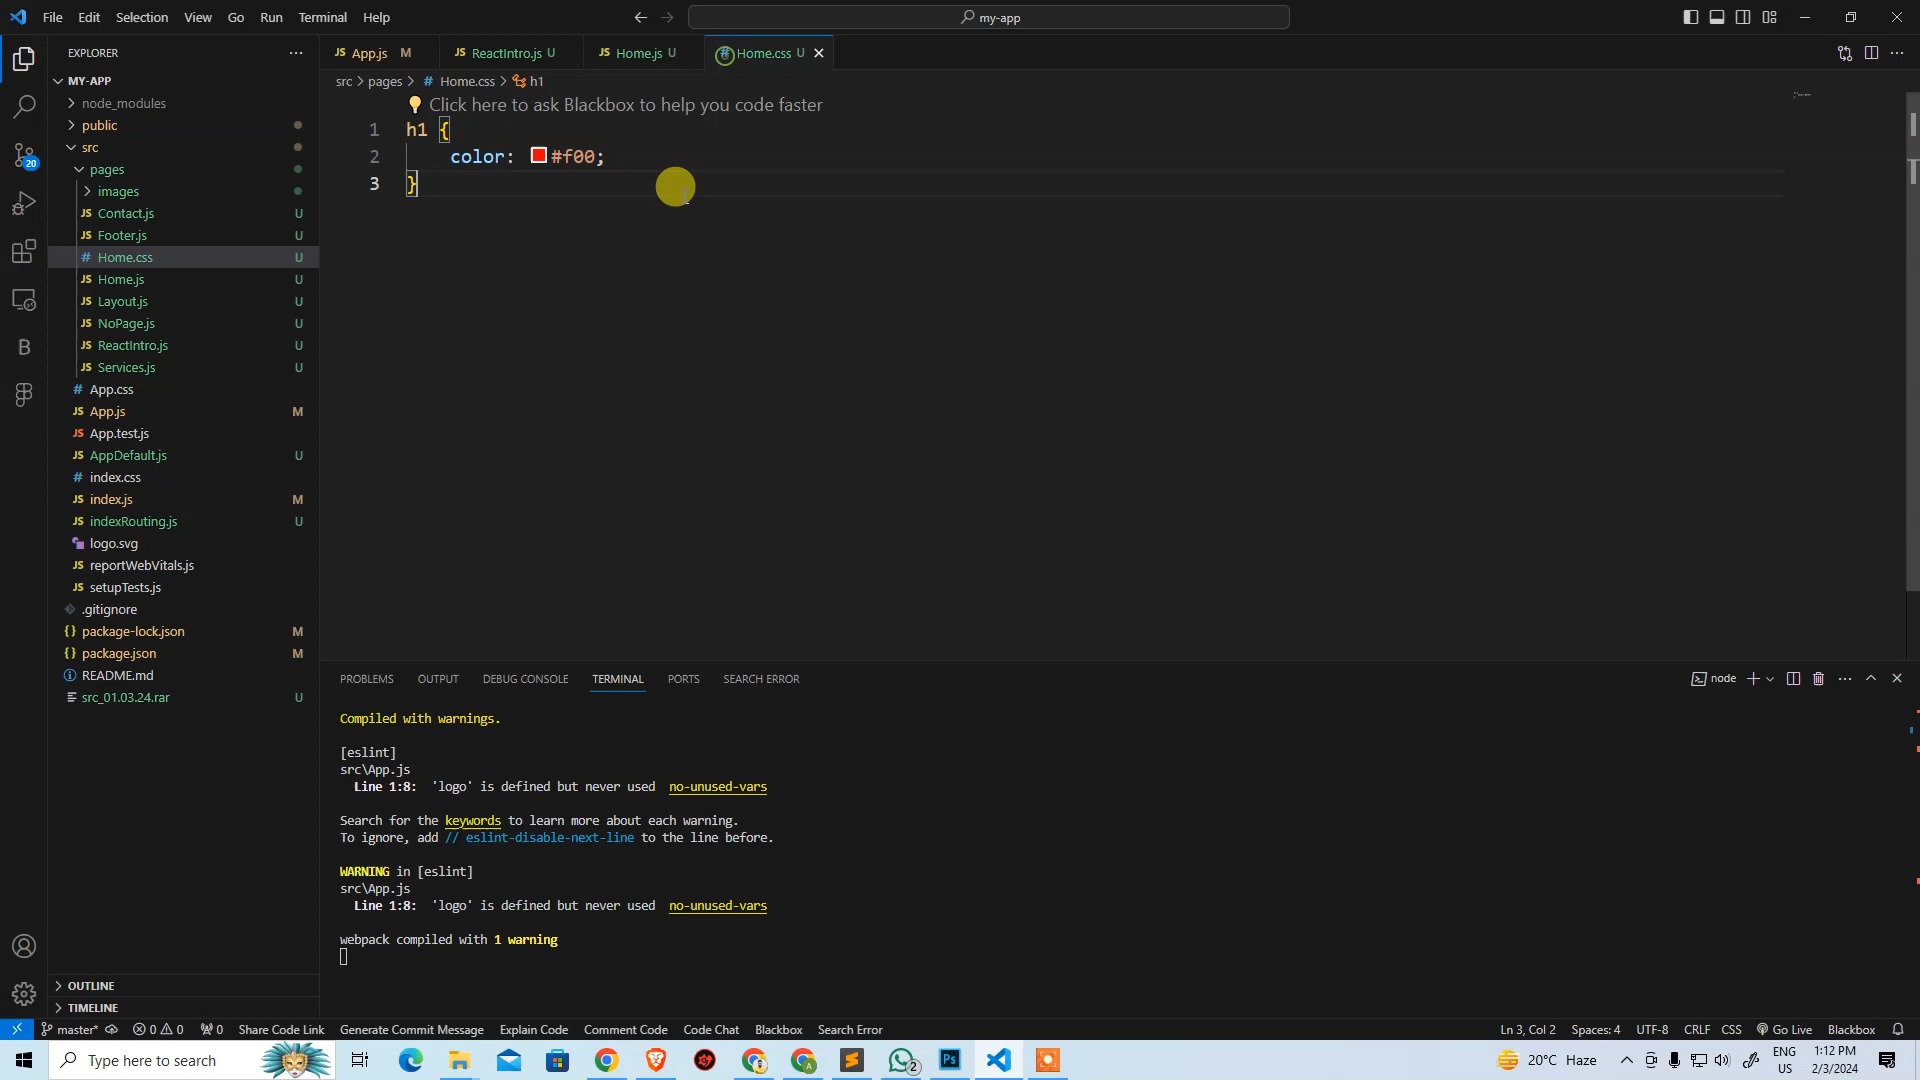 File Edit Selection View Go Run Terminal Help
my-app
EXPLORER
App.js M
ReactIntro.js U
Home.js U
Home.css U
src > pages > Home.css > h1
MY-APP
node_modules
public
src
pages
images
Contact.js U
Footer.js U
Home.css U
Home.js U
Layout.js U
NoPage.js U
ReactIntro.js U
Services.js U
App.css
App.js M
App.test.js
AppDefault.js U
index.css
index.js M
indexRouting.js U
logo.svg
reportWebVitals.js
setupTests.js
.gitignore
package-lock.json M
package.json M
README.md
src_01.03.24.rar U
OUTLINE
TIMELINE
20
Click here to ask Blackbox to help you code faster
1 h1 {
2 color: #f00;
3 }
PROBLEMS OUTPUT DEBUG CONSOLE TERMINAL PORTS SEARCH ERROR
node
Compiled with warnings.
[eslint]
src\App.js
Line 1:8: 'logo' is defined but never used no-unused-vars
Search for the keywords to learn more about each warning.
To ignore, add // eslint-disable-next-line to the line before.
WARNING in [eslint]
src\App.js
Line 1:8: 'logo' is defined but never used no-unused-vars
webpack compiled with 1 warning
master* 0 0 0 Share Code Link Generate Commit Message Explain Code Comment Code Code Chat Blackbox Search Error
Ln 3, Col 2 Spaces: 4 UTF-8 CRLF CSS Go Live Blackbox
Type here to search
2
Ps
20°C Haze
ENG
US
1:12 PM
2/3/2024